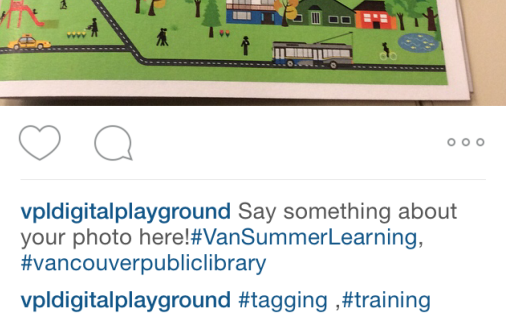 vpldigitalplayground Say something about
your photo here!#VanSummerLearning,
#vancouverpubliclibrary
vpldigitalplayground #tagging ,#training